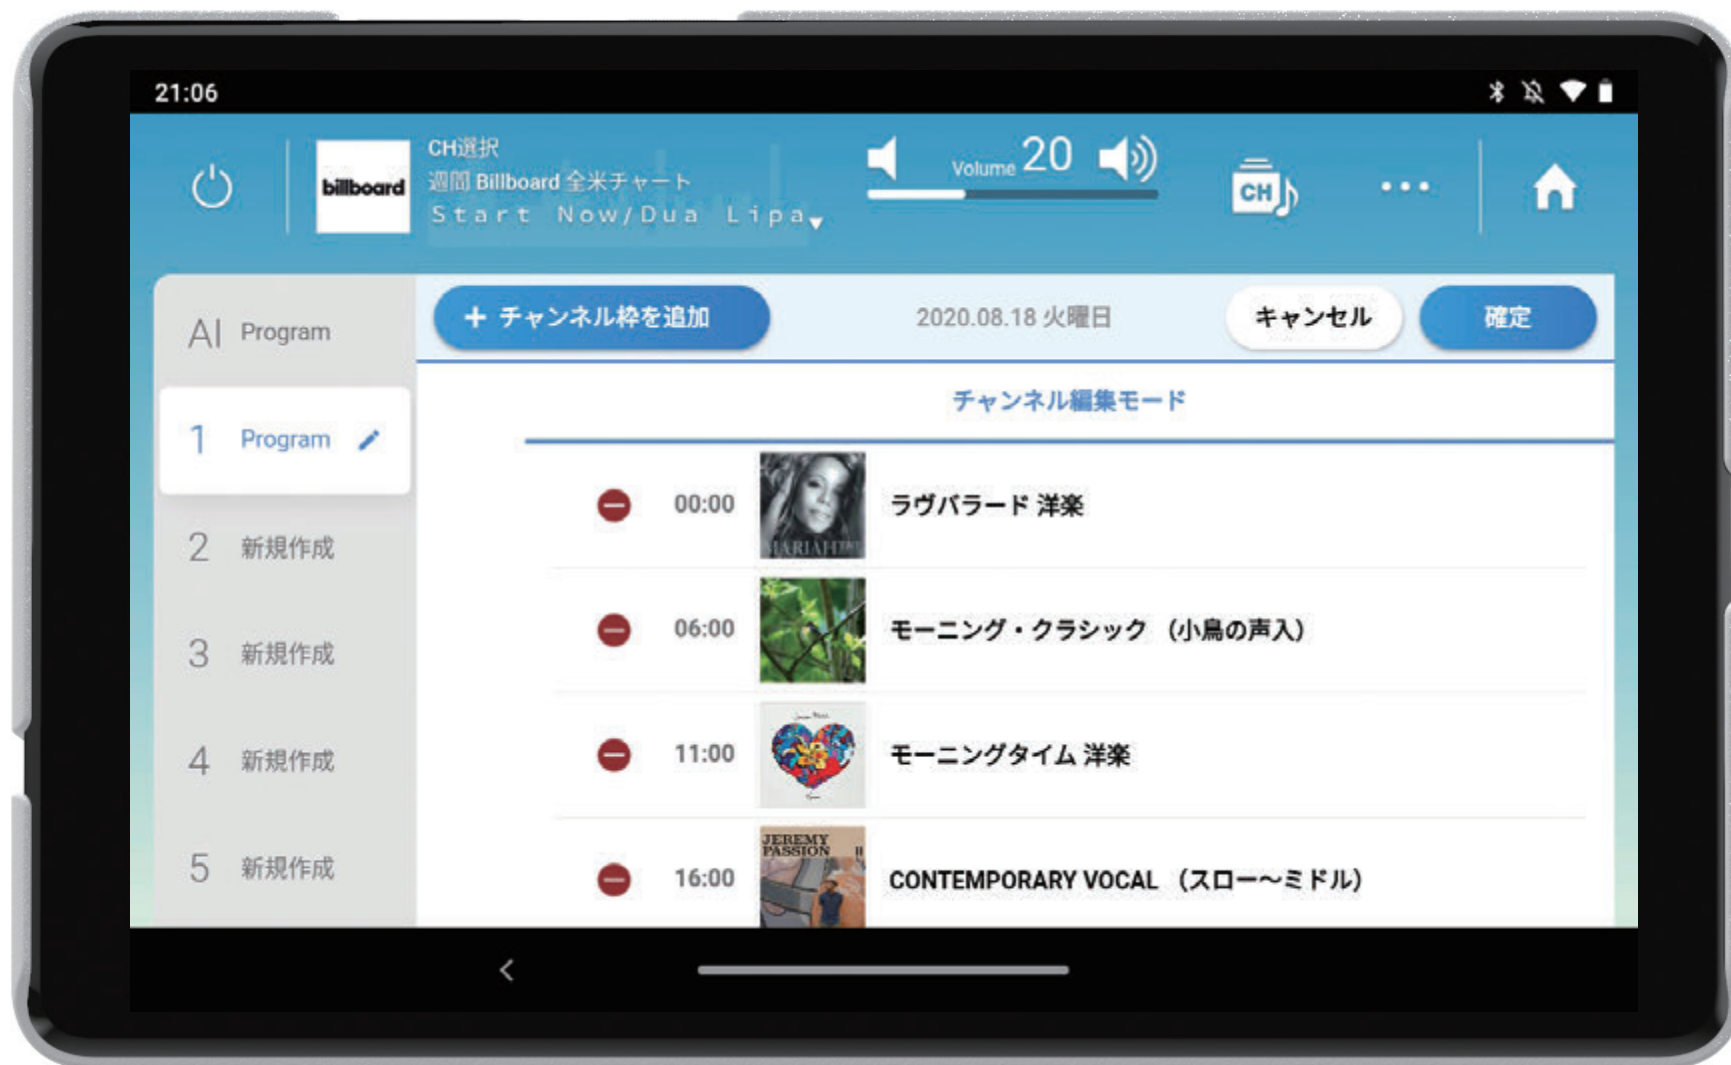 21:06
billboard
CH選択
週間 Billboard 全米チャート
Start Now/Dua Lipa
Volume 20
CH
AI Program
1 Program
2 新規作成
3 新規作成
4 新規作成
5 新規作成
+ チャンネル枠を追加
2020.08.18 火曜日
キャンセル
確定
チャンネル編集モード
00:00
MARIAH
ラヴバラード 洋楽
06:00
モーニング・クラシック （小鳥の声入）
11:00
モーニングタイム 洋楽
16:00
JEREMY
PASSION
CONTEMPORARY VOCAL （スロー～ミドル）